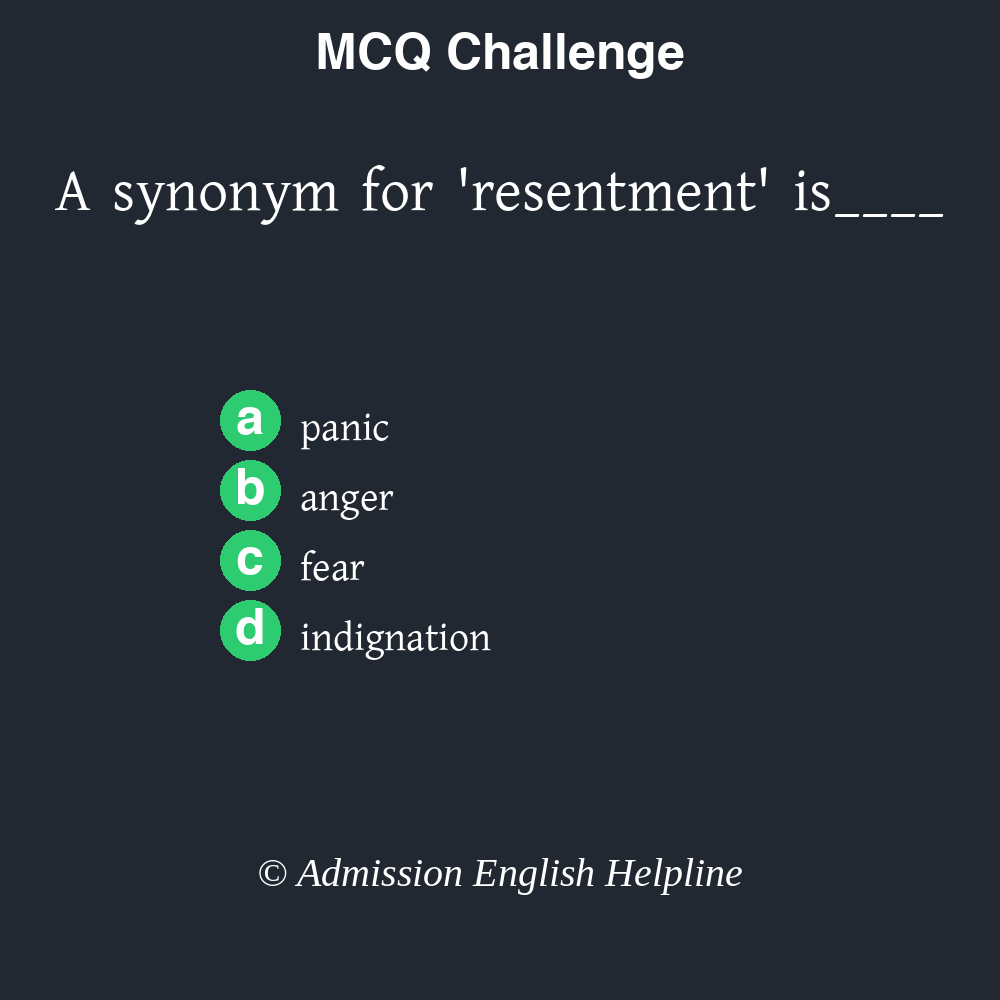 MCQ Challenge
A synonym for 'resentment' is____
a panic
b anger
c fear
d indignation
© Admission English Helpline